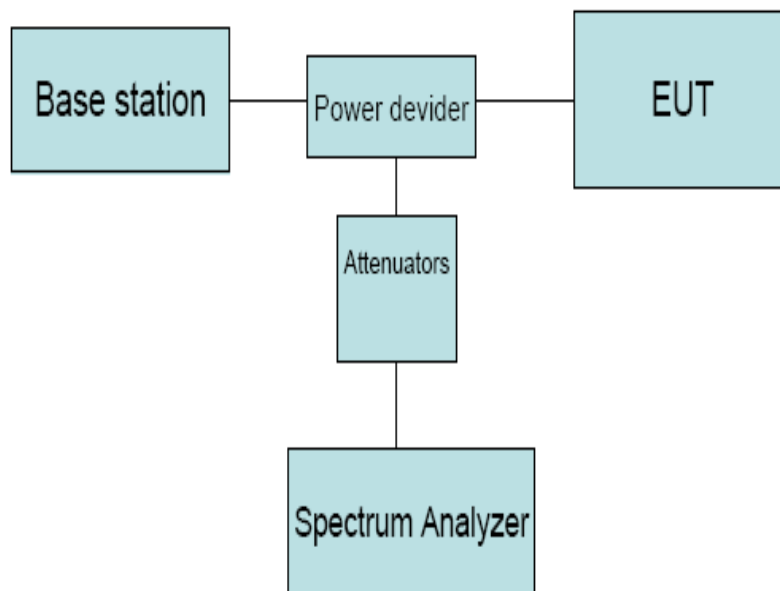 Base station
Power devider
EUT
Attenuators
Spectrum Analyzer